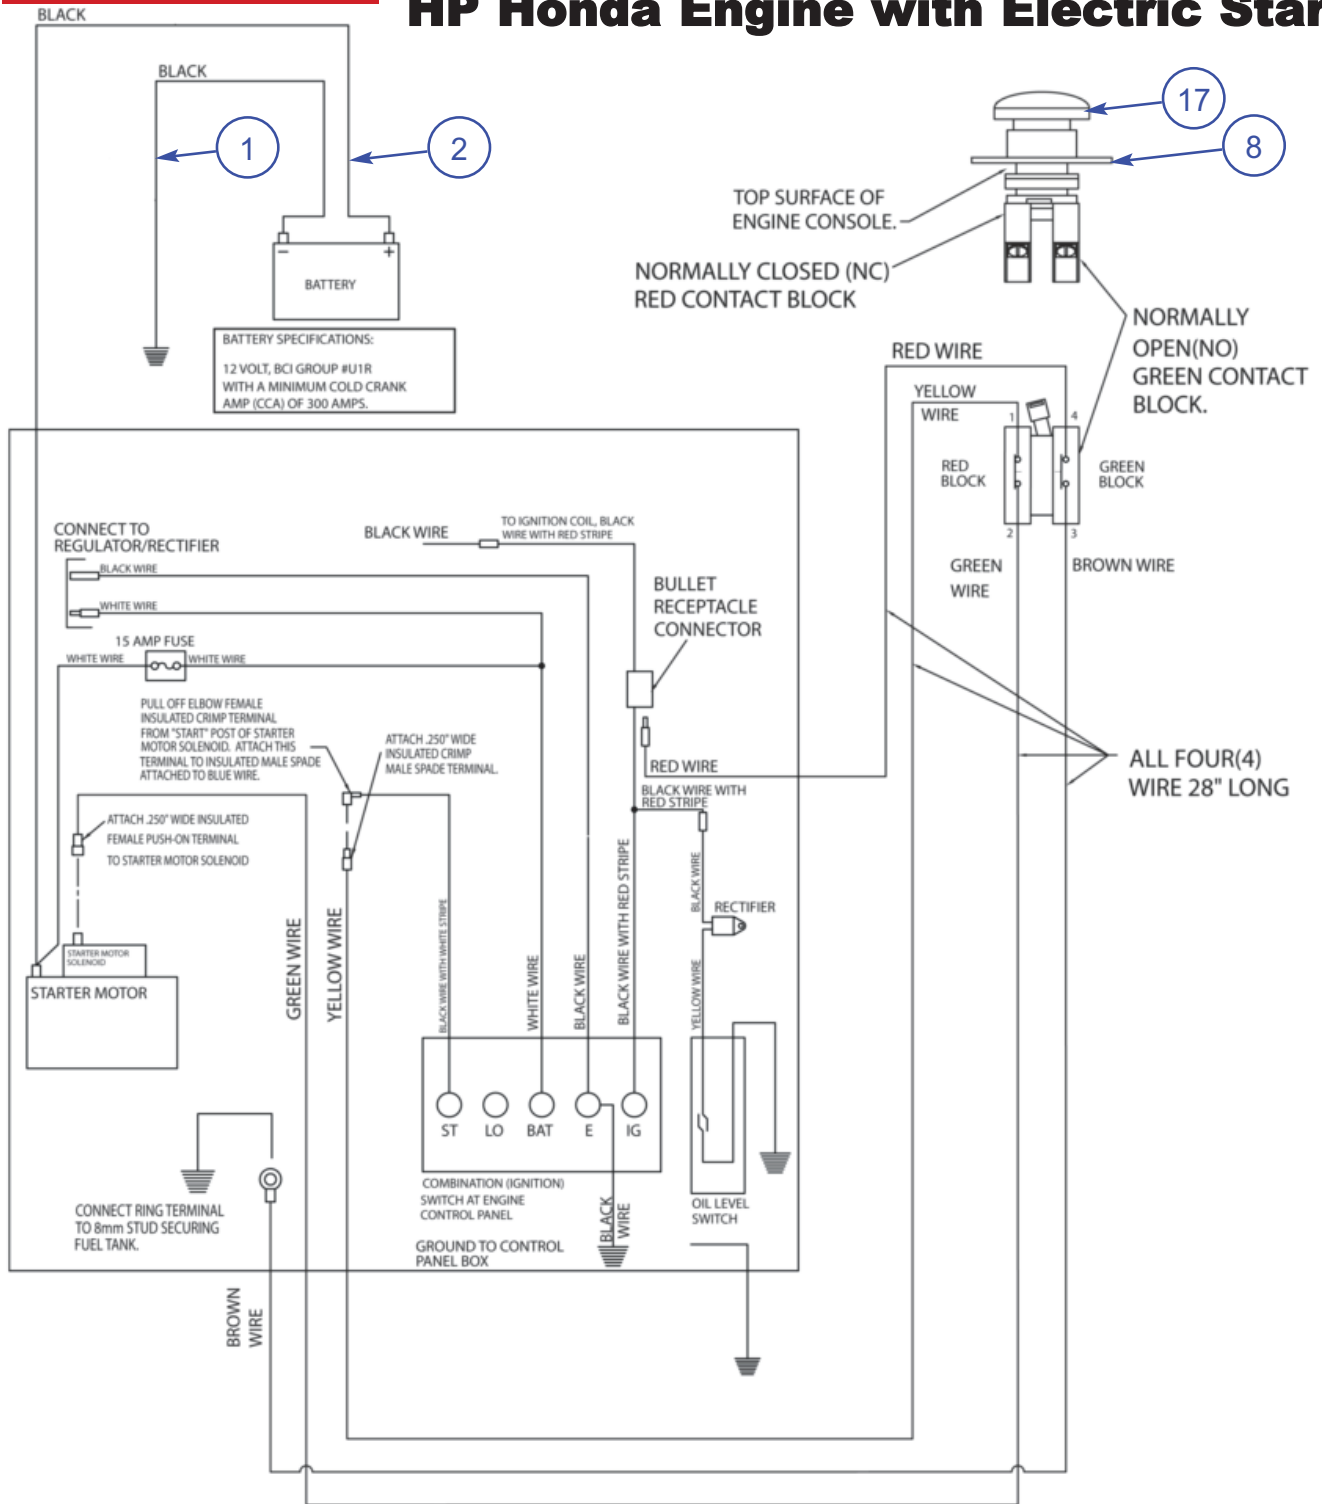 HP Honda Engine with Electric Star
BLACK
BLACK
1
2
17
8
TOP SURFACE OF
ENGINE CONSOLE.
NORMALLY CLOSED (NC)
RED CONTACT BLOCK
NORMALLY
OPEN(NO)
GREEN CONTACT
BLOCK.
-
+
BATTERY
BATTERY SPECIFICATIONS:
12 VOLT, BCI GROUP #U1R
WITH A MINIMUM COLD CRANK
AMP (CCA) OF 300 AMPS.
RED WIRE
YELLOW
WIRE
1
4
RED
BLOCK
GREEN
BLOCK
2
3
GREEN
WIRE
BROWN WIRE
CONNECT TO
REGULATOR/RECTIFIER
BLACK WIRE
TO IGNITION COIL, BLACK
WIRE WITH RED STRIPE
BLACK WIRE
WHITE WIRE
BULLET
RECEPTACLE
CONNECTOR
15 AMP FUSE
WHITE WIRE
WHITE WIRE
PULL OFF ELBOW FEMALE
INSULATED CRIMP TERMINAL
FROM "START" POST OF STARTER
MOTOR SOLENOID. ATTACH THIS
TERMINAL TO INSULATED MALE SPADE
ATTACHED TO BLUE WIRE.
ATTACH .250" WIDE
INSULATED CRIMP
MALE SPADE TERMINAL.
RED WIRE
BLACK WIRE WITH
RED STRIPE
ALL FOUR(4)
WIRE 28" LONG
ATTACH .250" WIDE INSULATED
FEMALE PUSH-ON TERMINAL
TO STARTER MOTOR SOLENOID
STARTER MOTOR
SOLENOID
STARTER MOTOR
GREEN WIRE
YELLOW WIRE
BLACK WIRE WITH WHITE STRIPE
WHITE WIRE
BLACK WIRE
BLACK WIRE WITH RED STRIPE
BLACK WIRE
RECTIFIER
YELLOW WIRE
ST
LO
BAT
E
IG
COMBINATION (IGNITION)
SWITCH AT ENGINE
CONTROL PANEL
BLACK
WIRE
OIL LEVEL
SWITCH
GROUND TO CONTROL
PANEL BOX
CONNECT RING TERMINAL
TO 8mm STUD SECURING
FUEL TANK.
BROWN
WIRE